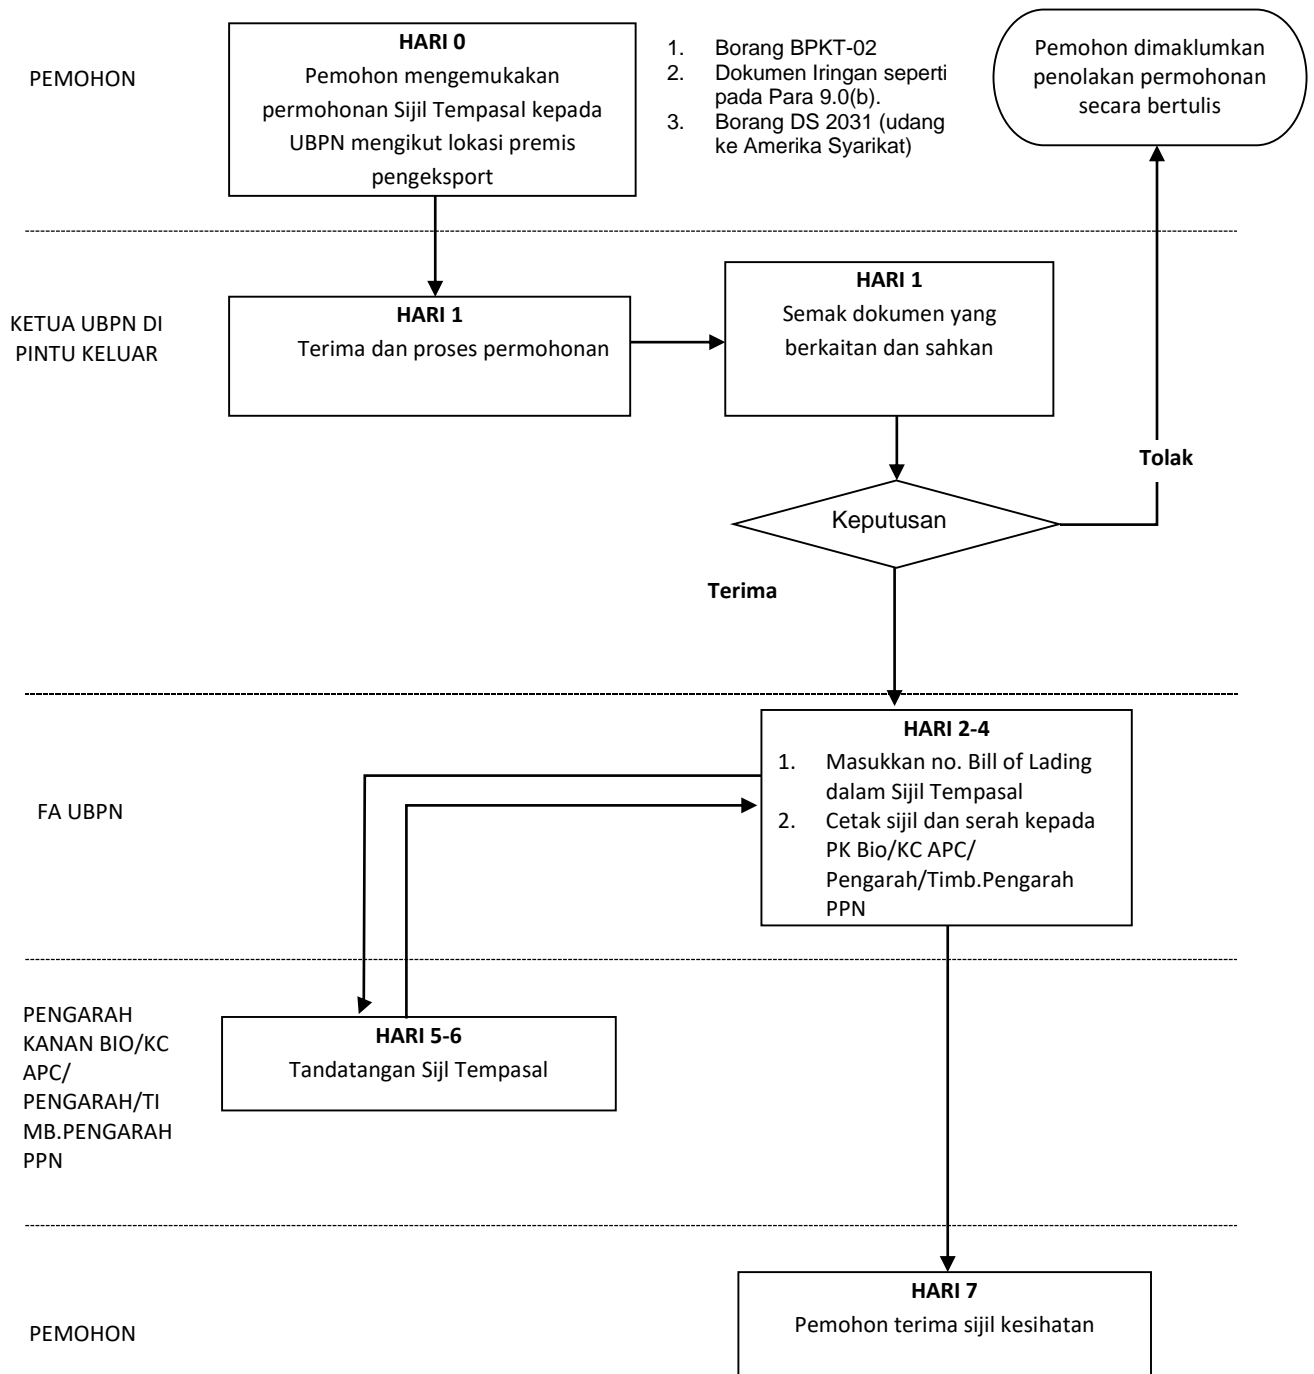 PEMOHON
HARI 0
Pemohon mengemukakan
permohonan Sijil Tempasal kepada
UBPN mengikut lokasi premis
pengeksport
1. Borang BPKT-02
2. Dokumen Iringan seperti
pada Para 9.0(b).
3. Borang DS 2031 (udang
ke Amerika Syarikat)
Pemohon dimaklumkan
penolakan permohonan
secara bertulis
KETUA UBPN DI
PINTU KELUAR
HARI 1
Terima dan proses permohonan
HARI 1
Semak dokumen yang
berkaitan dan sahkan
Tolak
Keputusan
Terima
FA UBPN
HARI 2-4
1. Masukkan no. Bill of Lading
dalam Sijil Tempasal
2. Cetak sijil dan serah kepada
PK Bio/KC APC/
Pengarah/Timb.Pengarah
PPN
PENGARAH
KANAN BIO/KC
APC/
PENGARAH/TI
MB.PENGARAH
PPN
HARI 5-6
Tandatangan Sijl Tempasal
PEMOHON
HARI 7
Pemohon terima sijil kesihatan